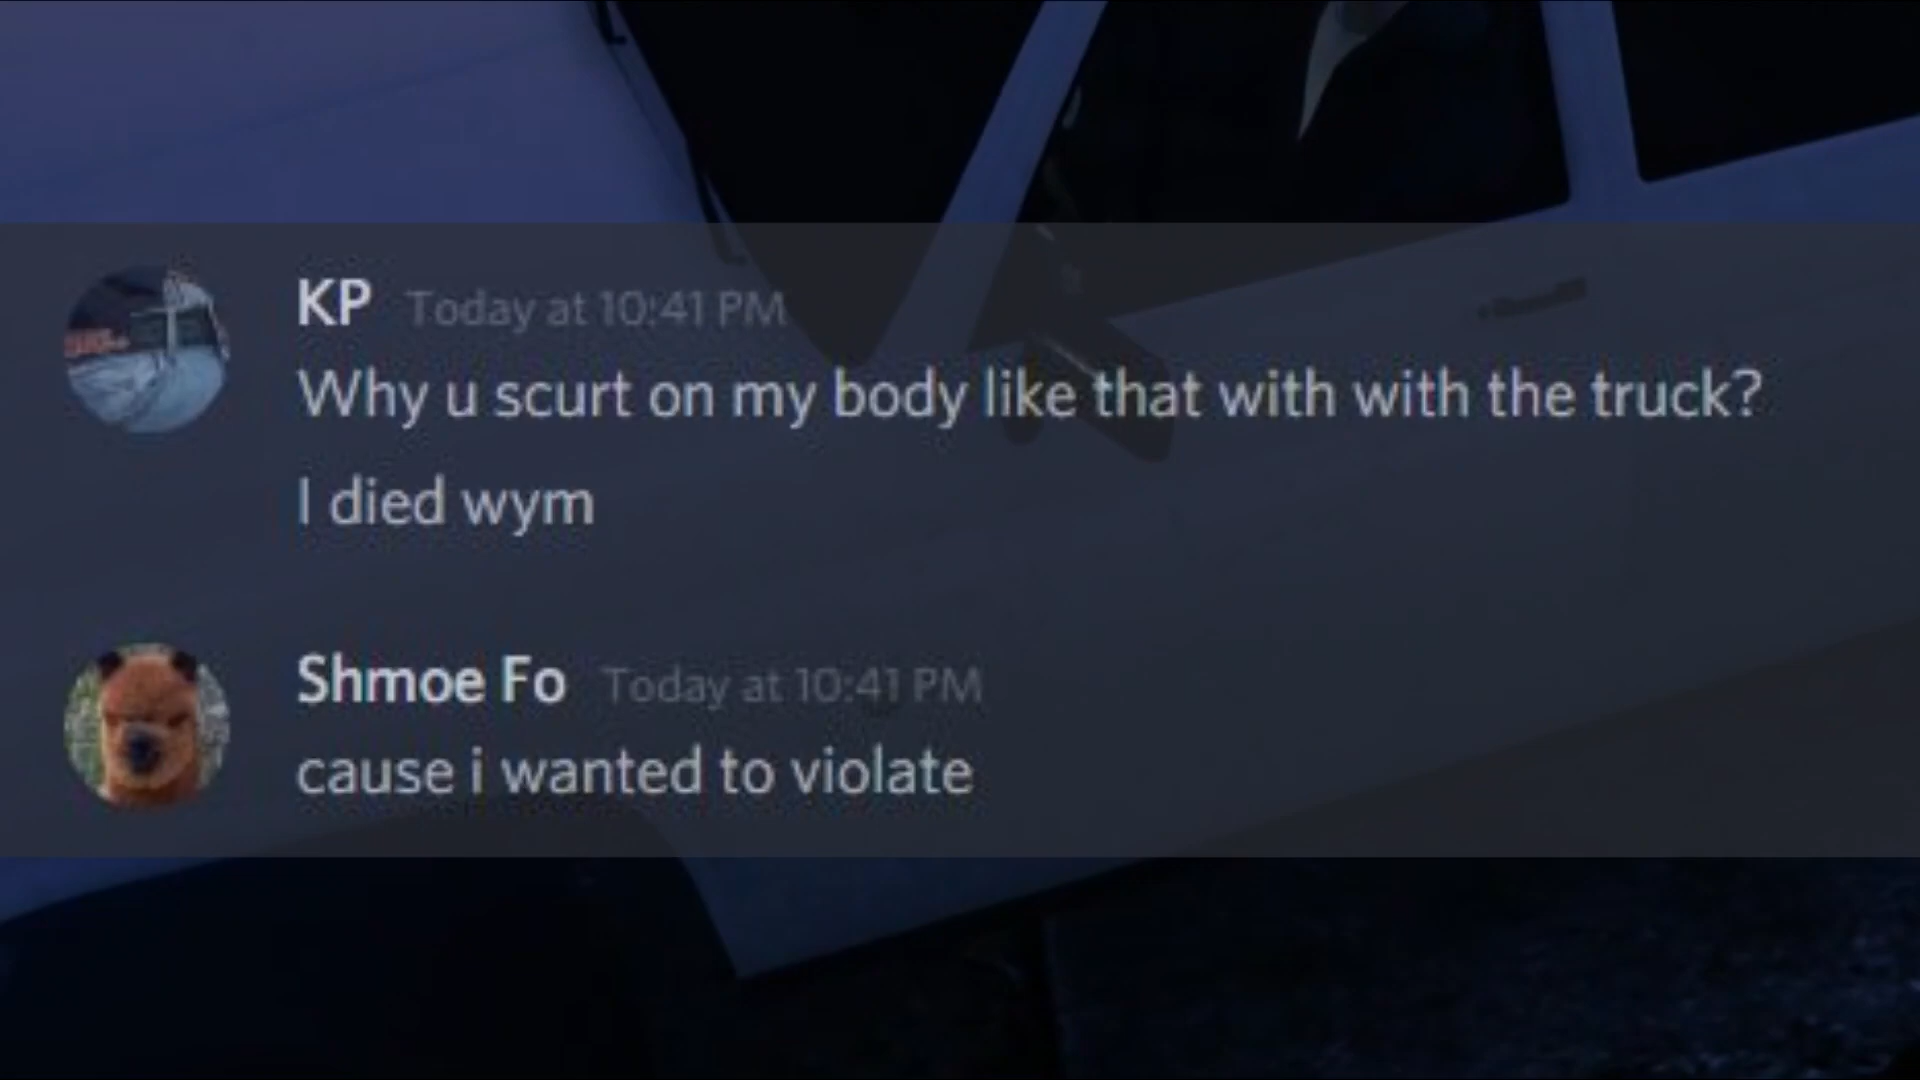 KP Today at 10:41 PM
Why u scurt on my body like that with with the truck?
I died wym
Shmoe Fo Today at 10:41 PM
cause i wanted to violate